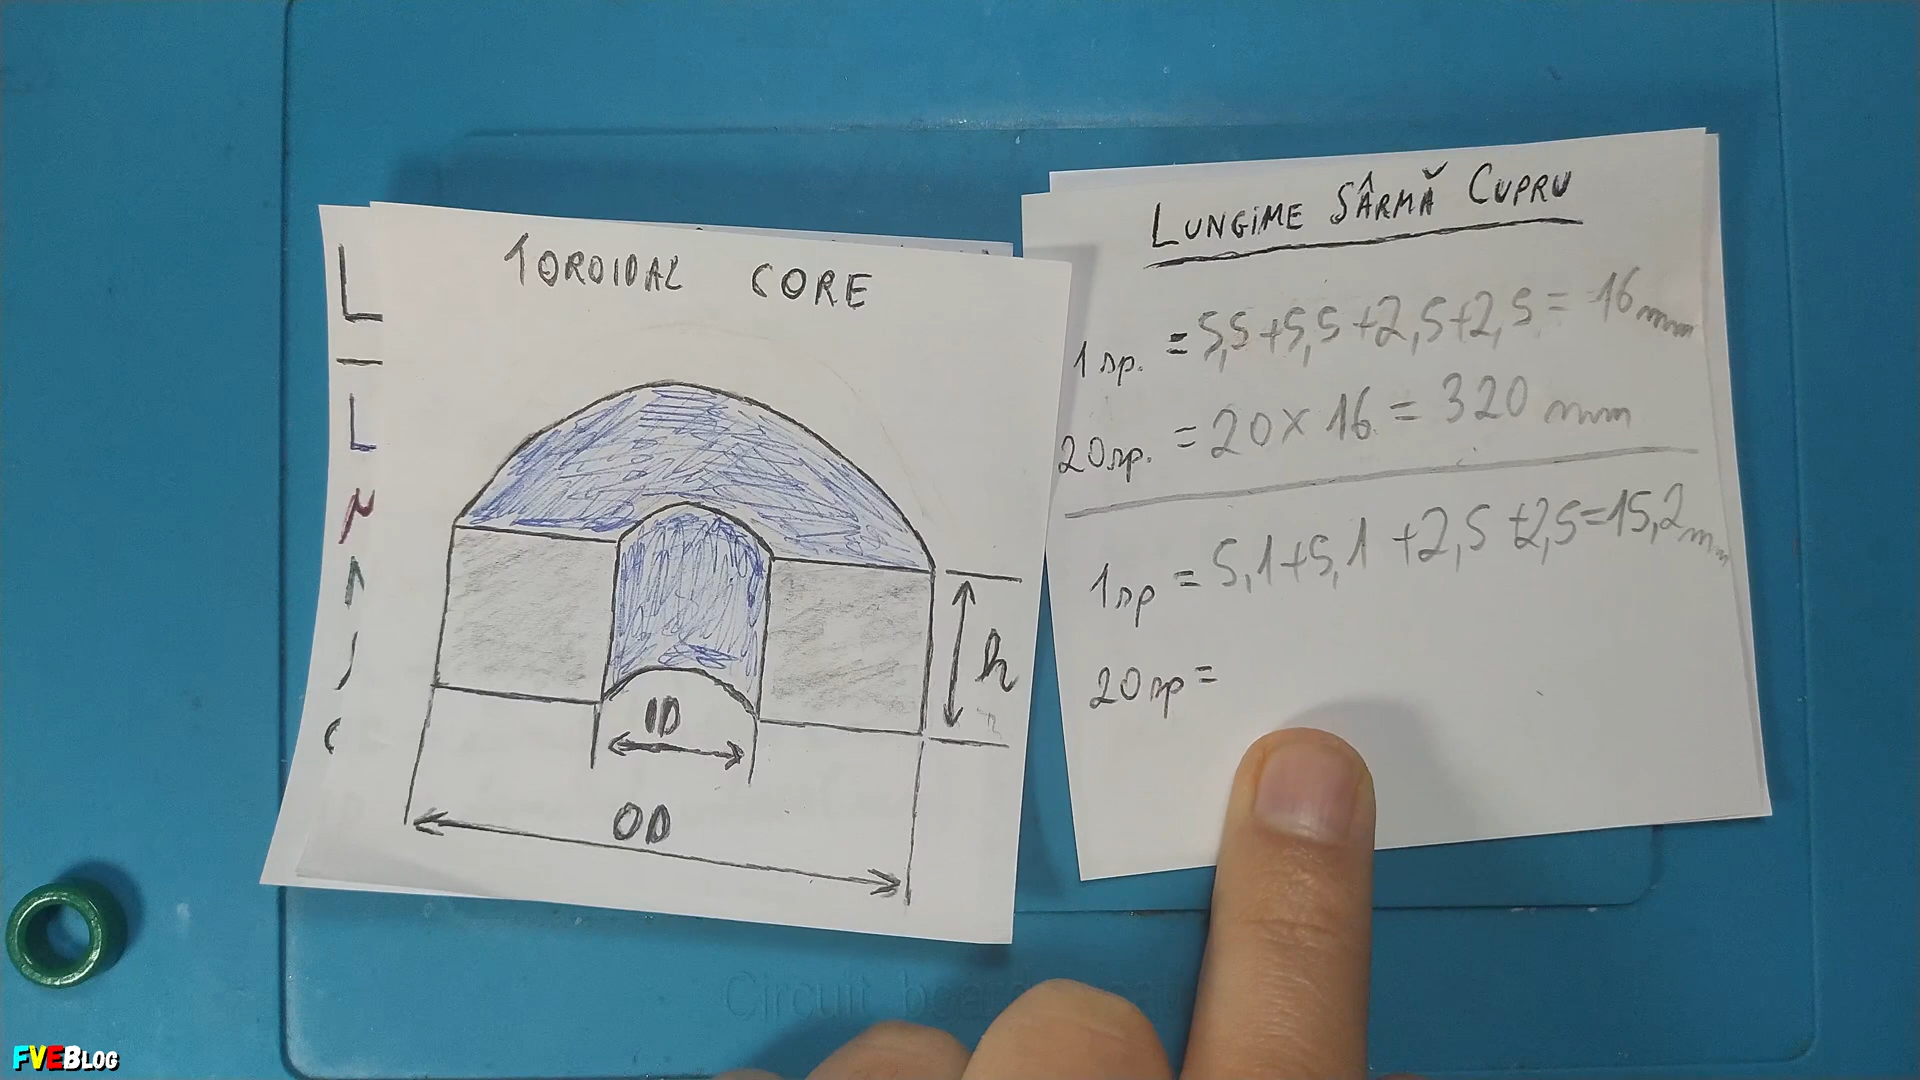 TOROIDAL CORE
h
ID
OD
L
L
LUNGIME SÂRMĂ CUPRU
1 sp. = 5,5+5,5+2,5+2,5 = 16 mm
20 sp. = 20 x 16 = 320 mm
1 sp = 5,1+5,1+2,5+2,5=15,2 mm
20 sp =
Circuit
FVEBLOG